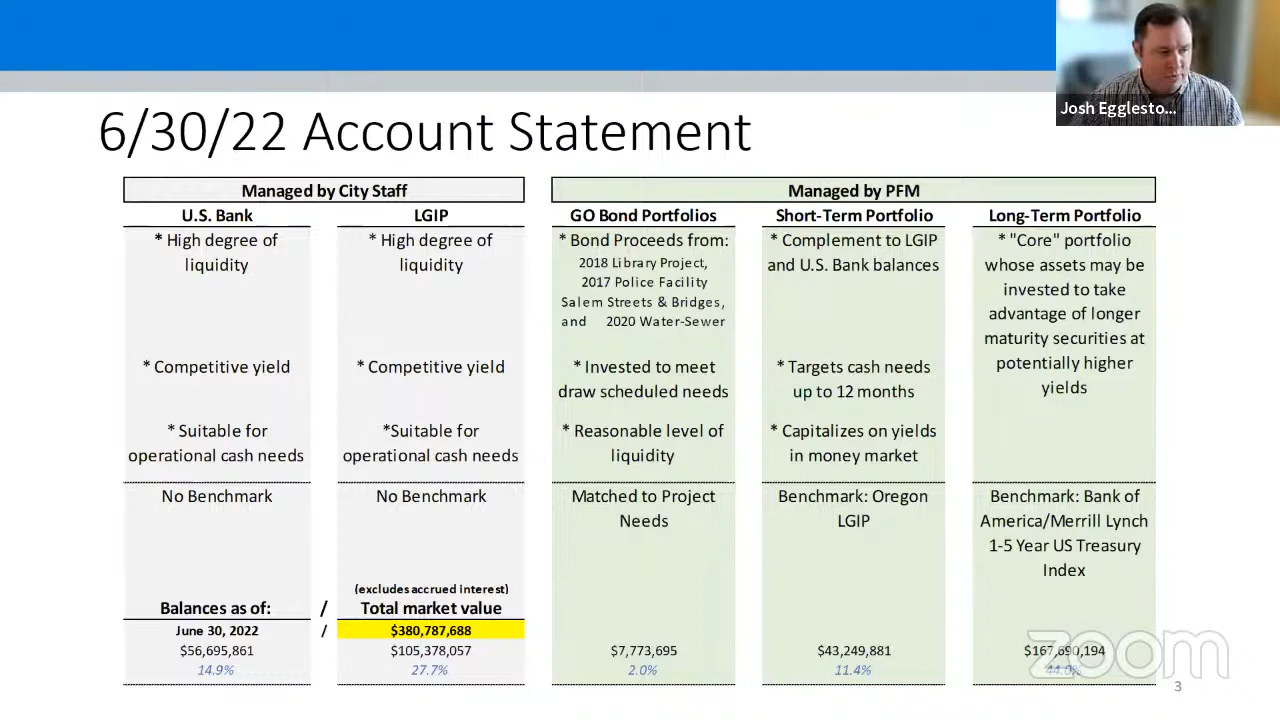 Josh Egglesto...
6/30/22 Account Statement
Managed by City Staff
Managed by PFM
U.S. Bank
LGIP
GO Bond Portfolios
Short-Term Portfolio
Long-Term Portfolio
* High degree of
liquidity
* Competitive yield
* Suitable for
operational cash needs
No Benchmark
* High degree of
liquidity
* Competitive yield
*Suitable for
operational cash needs
No Benchmark
* Bond Proceeds from:
2018 Library Project,
2017 Police Facility
Salem Streets & Bridges,
and 2020 Water-Sewer
* Invested to meet
draw scheduled needs
* Reasonable level of
liquidity
Matched to Project
Needs
* Complement to LGIP
and U.S. Bank balances
* Targets cash needs
up to 12 months
* Capitalizes on yields
in money market
Benchmark: Oregon
LGIP
* "Core" portfolio
whose assets may be
invested to take
advantage of longer
maturity securities at
potentially higher
yields
Benchmark: Bank of
America/Merrill Lynch
1-5 Year US Treasury
Index
(excludes accrued interest)
Balances as of: / Total market value
June 30, 2022 / $380,787,688
$56,695,861 $105,378,057 $7,773,695 $43,249,881 $167,690,194
14.9% 27.7% 2.0% 11.4% 44.0%
zoom
3